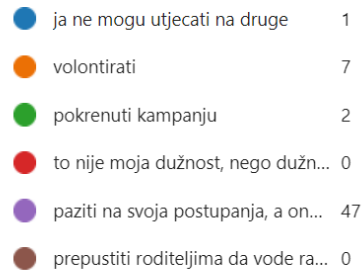 ja ne mogu utjecati na druge 1
volontirati 7
pokrenuti kampanju 2
to nije moja dužnost, nego dužn... 0
paziti na svoja postupanja, a on... 47
prepustiti roditeljima da vode ra... 0